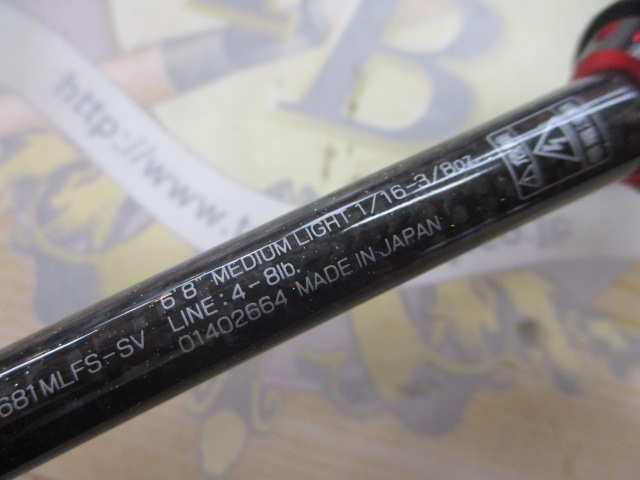 681MLFS-SV
6'8" MEDIUM LIGHT 1/16-3/8oz.
LINE: 4-8lb.
01402664 MADE IN JAPAN
B
http://www.t